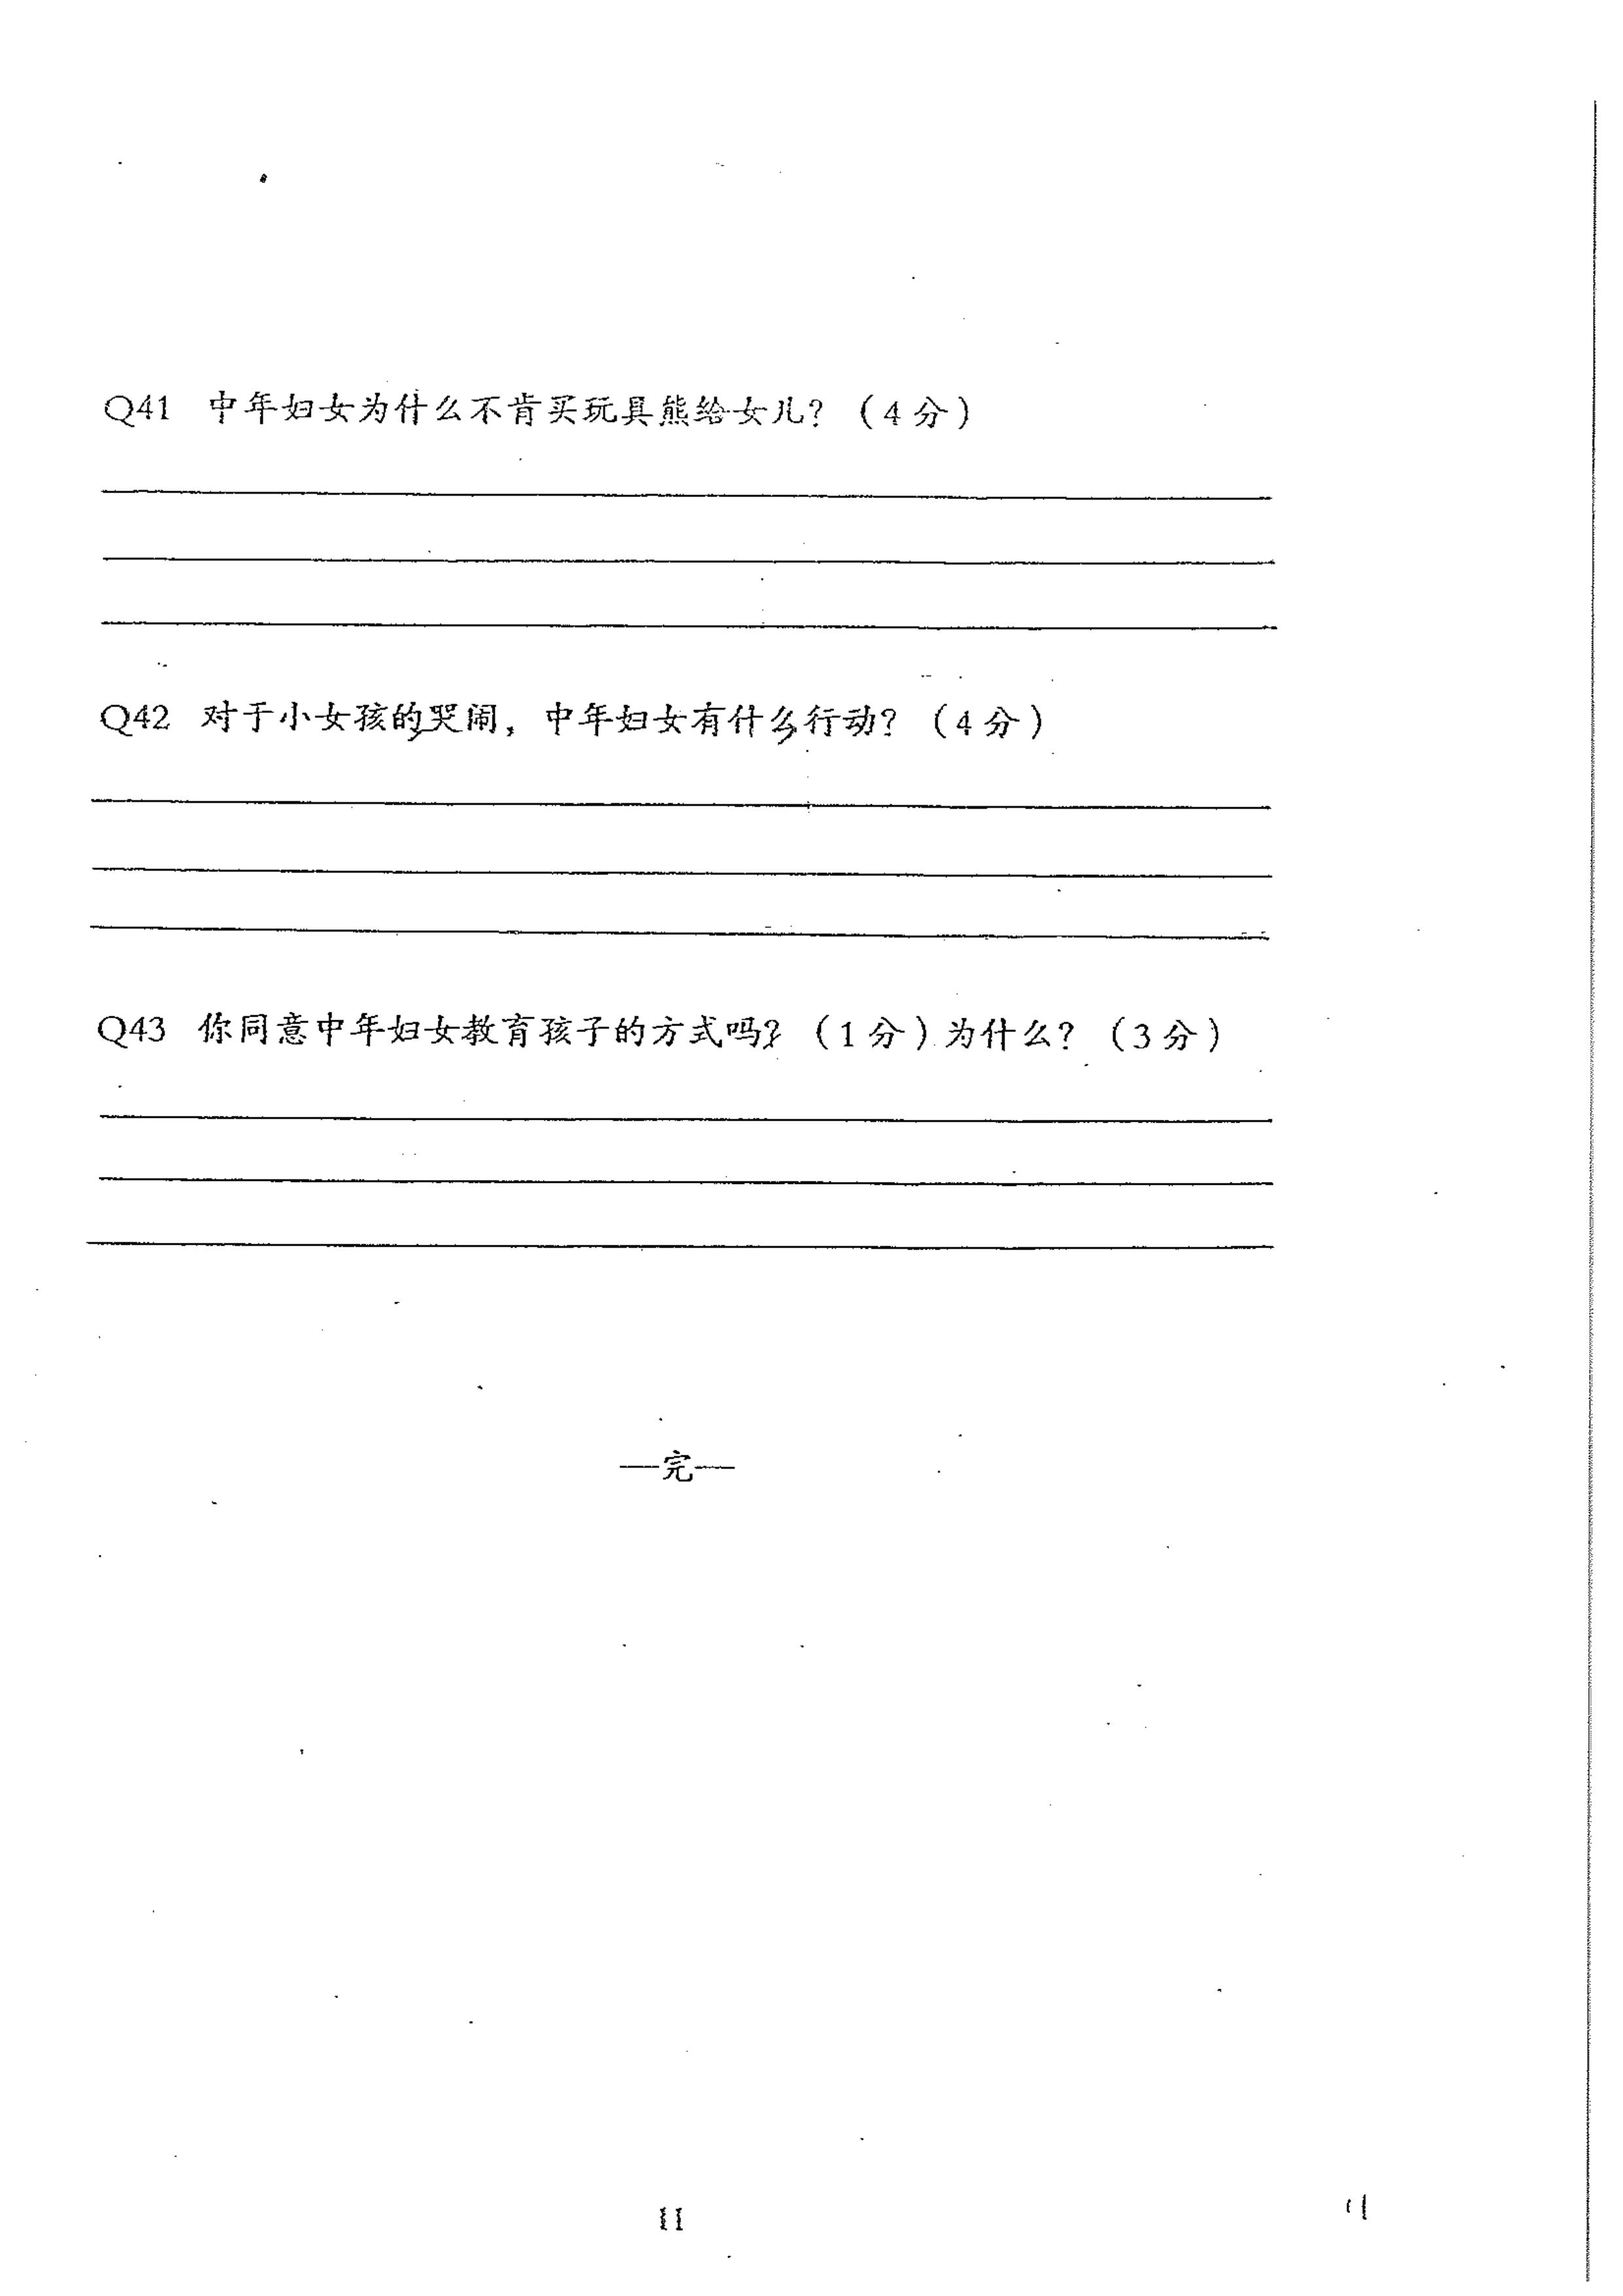 Q41 中年妇女为什么不肯买玩具熊给女儿？（4分）
Q42 对于小女孩的哭闹，中年妇女有什么行动？（4分）
Q43 你同意中年妇女教育孩子的方式吗？（1分）为什么？（3分）
—完—
11